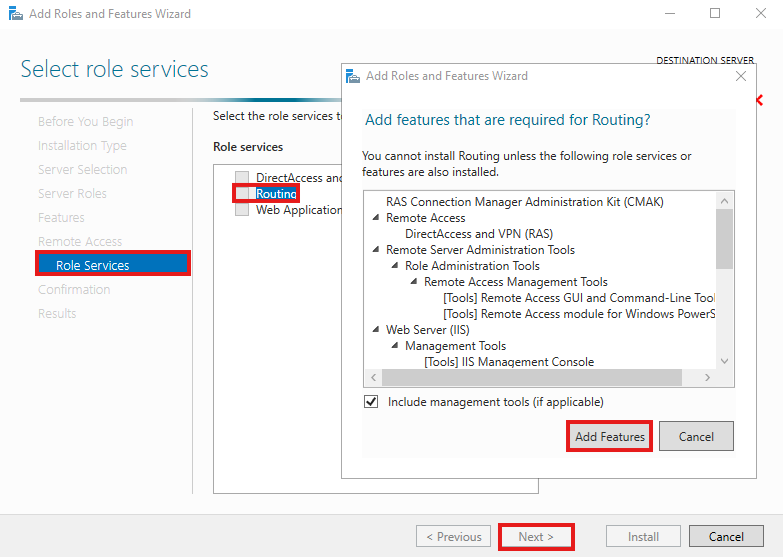 Add Roles and Features Wizard
Select role services
DESTINATION SERVER
Before You Begin
Installation Type
Server Selection
Server Roles
Features
Remote Access
Role Services
Confirmation
Results
Select the role services
Role services
DirectAccess and
Routing
Web Application
Add Roles and Features Wizard
Add features that are required for Routing?
You cannot install Routing unless the following role services or
features are also installed.
RAS Connection Manager Administration Kit (CMAK)
Remote Access
DirectAccess and VPN (RAS)
Remote Server Administration Tools
Role Administration Tools
Remote Access Management Tools
[Tools] Remote Access GUI and Command-Line
[Tools] Remote Access module for Windows
Web Server (IIS)
Management Tools
[Tools] IIS Management Console
Include management tools (if applicable)
Add Features
Cancel
< Previous
Next >
Install
Cancel